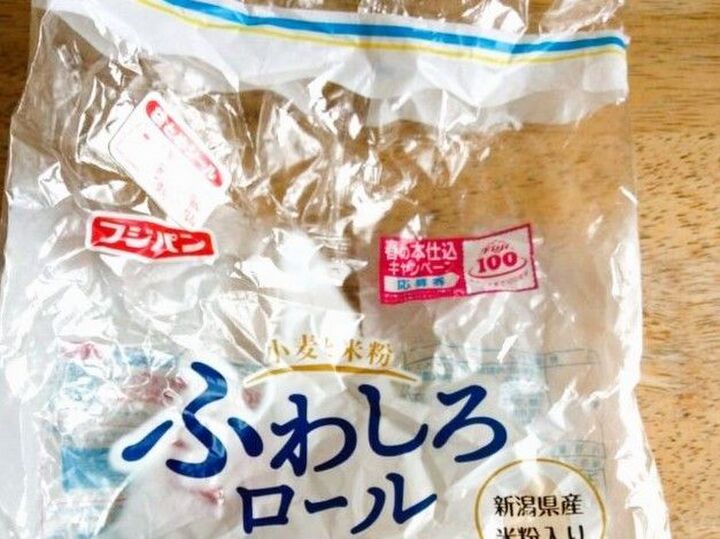 フジパン
春の本仕込
キャンペーン
応募券
Fuji
100
小麦と米粉
ふわしろ
ロール
新潟県産
米粉入り